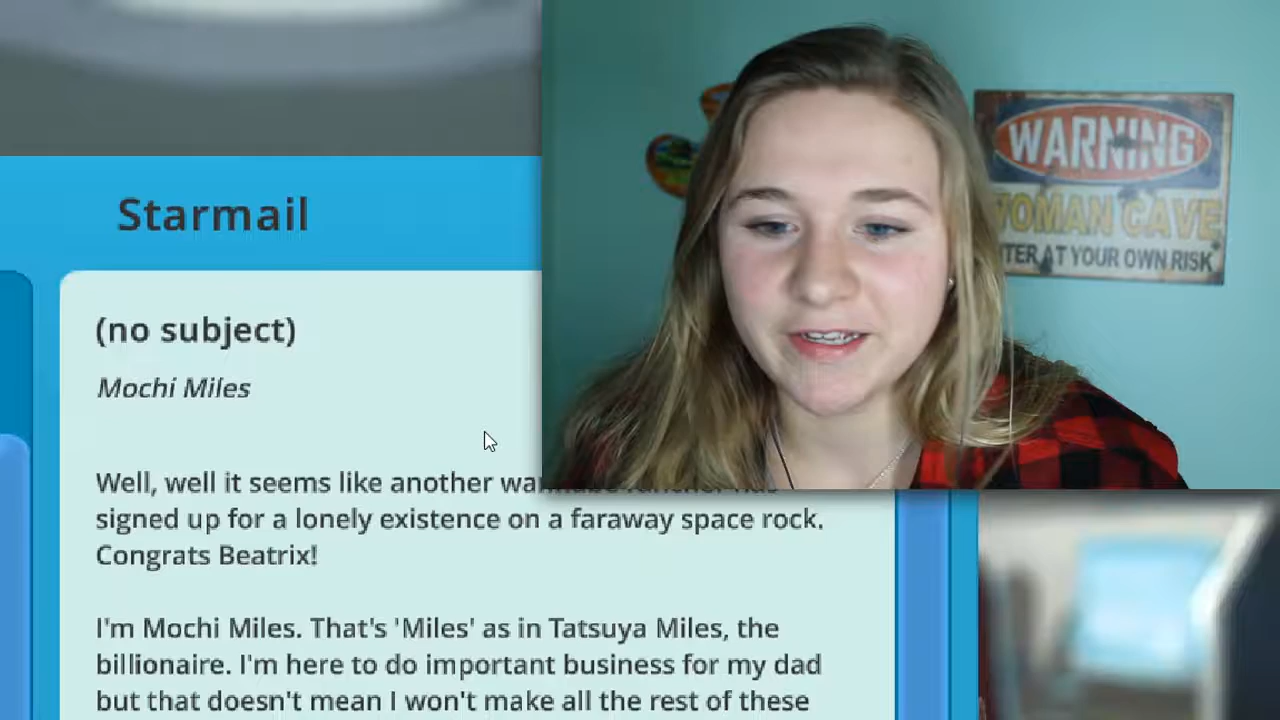 WARNING
WOMAN CAVE
ENTER AT YOUR OWN RISK
Starmail
(no subject)
Mochi Miles
Well, well it seems like another
signed up for a lonely existence on a faraway space rock.
Congrats Beatrix!
I'm Mochi Miles. That's 'Miles' as in Tatsuya Miles, the
billionaire. I'm here to do important business for my dad
but that doesn't mean I won't make all the rest of these